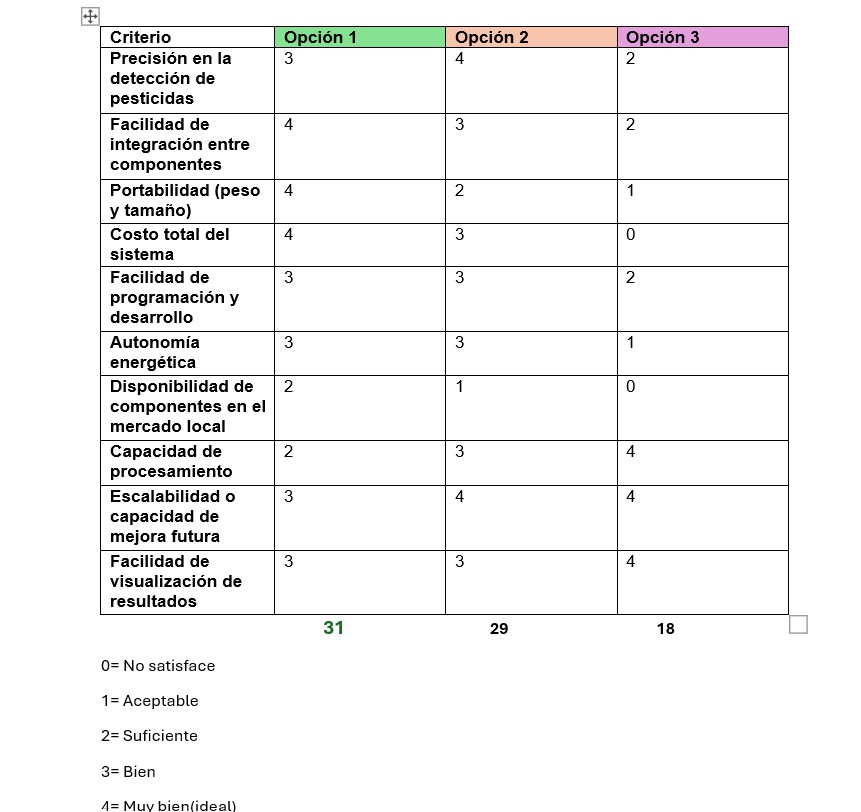 Criterio Opción 1 Opción 2 Opción 3
Precisión en la 3 4 2
detección de
pesticidas
Facilidad de 4 3 2
integración entre
componentes
Portabilidad (peso 4 2 1
y tamaño)
Costo total del 4 3 0
sistema
Facilidad de 3 3 2
programación y
desarrollo
Autonomía 3 3 1
energética
Disponibilidad de 2 1 0
componentes en el
mercado local
Capacidad de 2 3 4
procesamiento
Escalabilidad o 3 4 4
capacidad de
mejora futura
Facilidad de 3 3 4
visualización de
resultados
31 29 18
0= No satisface
1= Aceptable
2= Suficiente
3= Bien
4= Muy bien(ideal)